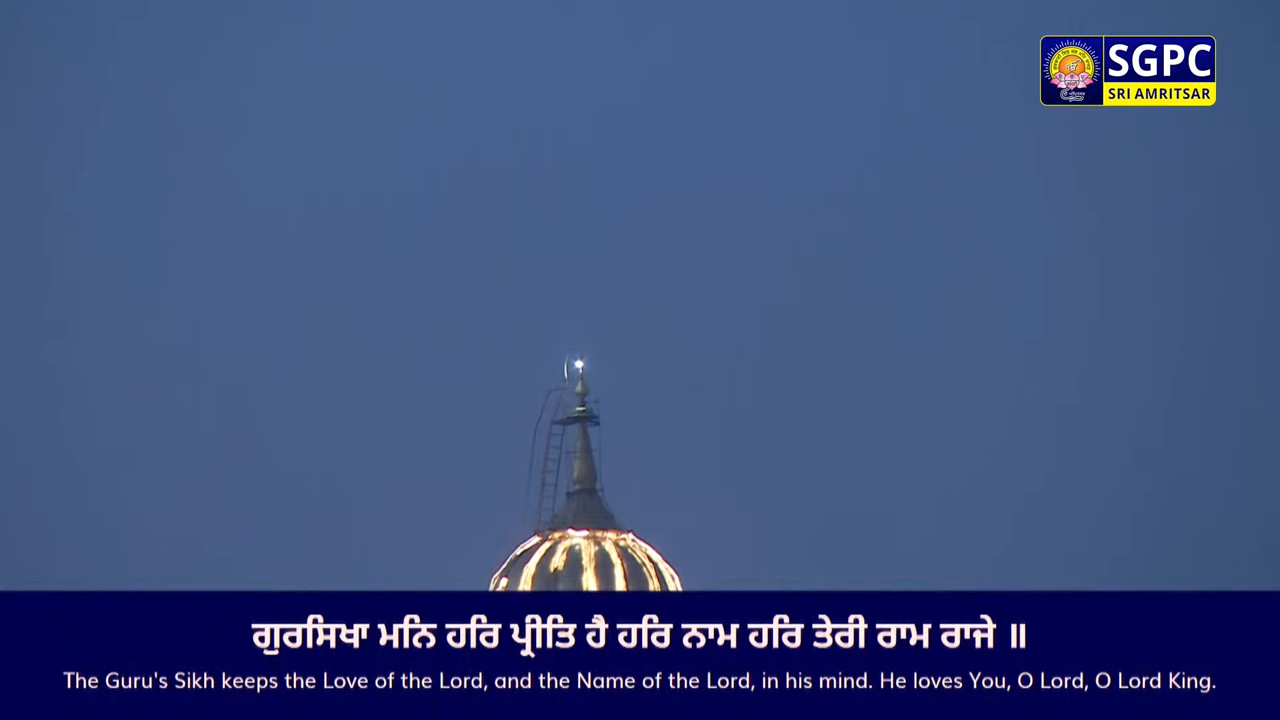 SGPC
SRI AMRITSAR
ਗੁਰਸਿਖਾ ਮਨਿ ਹਰਿ ਪ੍ਰੀਤਿ ਹੈ ਹਰਿ ਨਾਮ ਹਰਿ ਤੇਰੀ ਰਾਮ ਰਾਜੇ ॥
The Guru's Sikh keeps the Love of the Lord, and the Name of the Lord, in his mind. He loves You, O Lord, O Lord King.